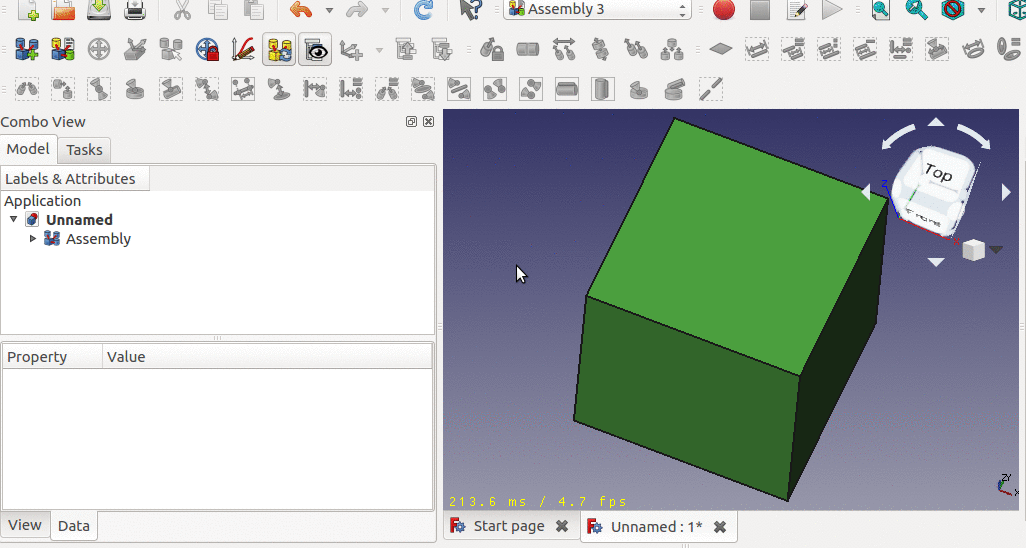 Assembly 3
Combo View
Model
Tasks
Labels & Attributes
Application
Unnamed
Assembly
Property
Value
View
Data
Top
Front
Z
213.6 ms / 4.7 fps
Z
Y
X
Start page
Unnamed : 1*